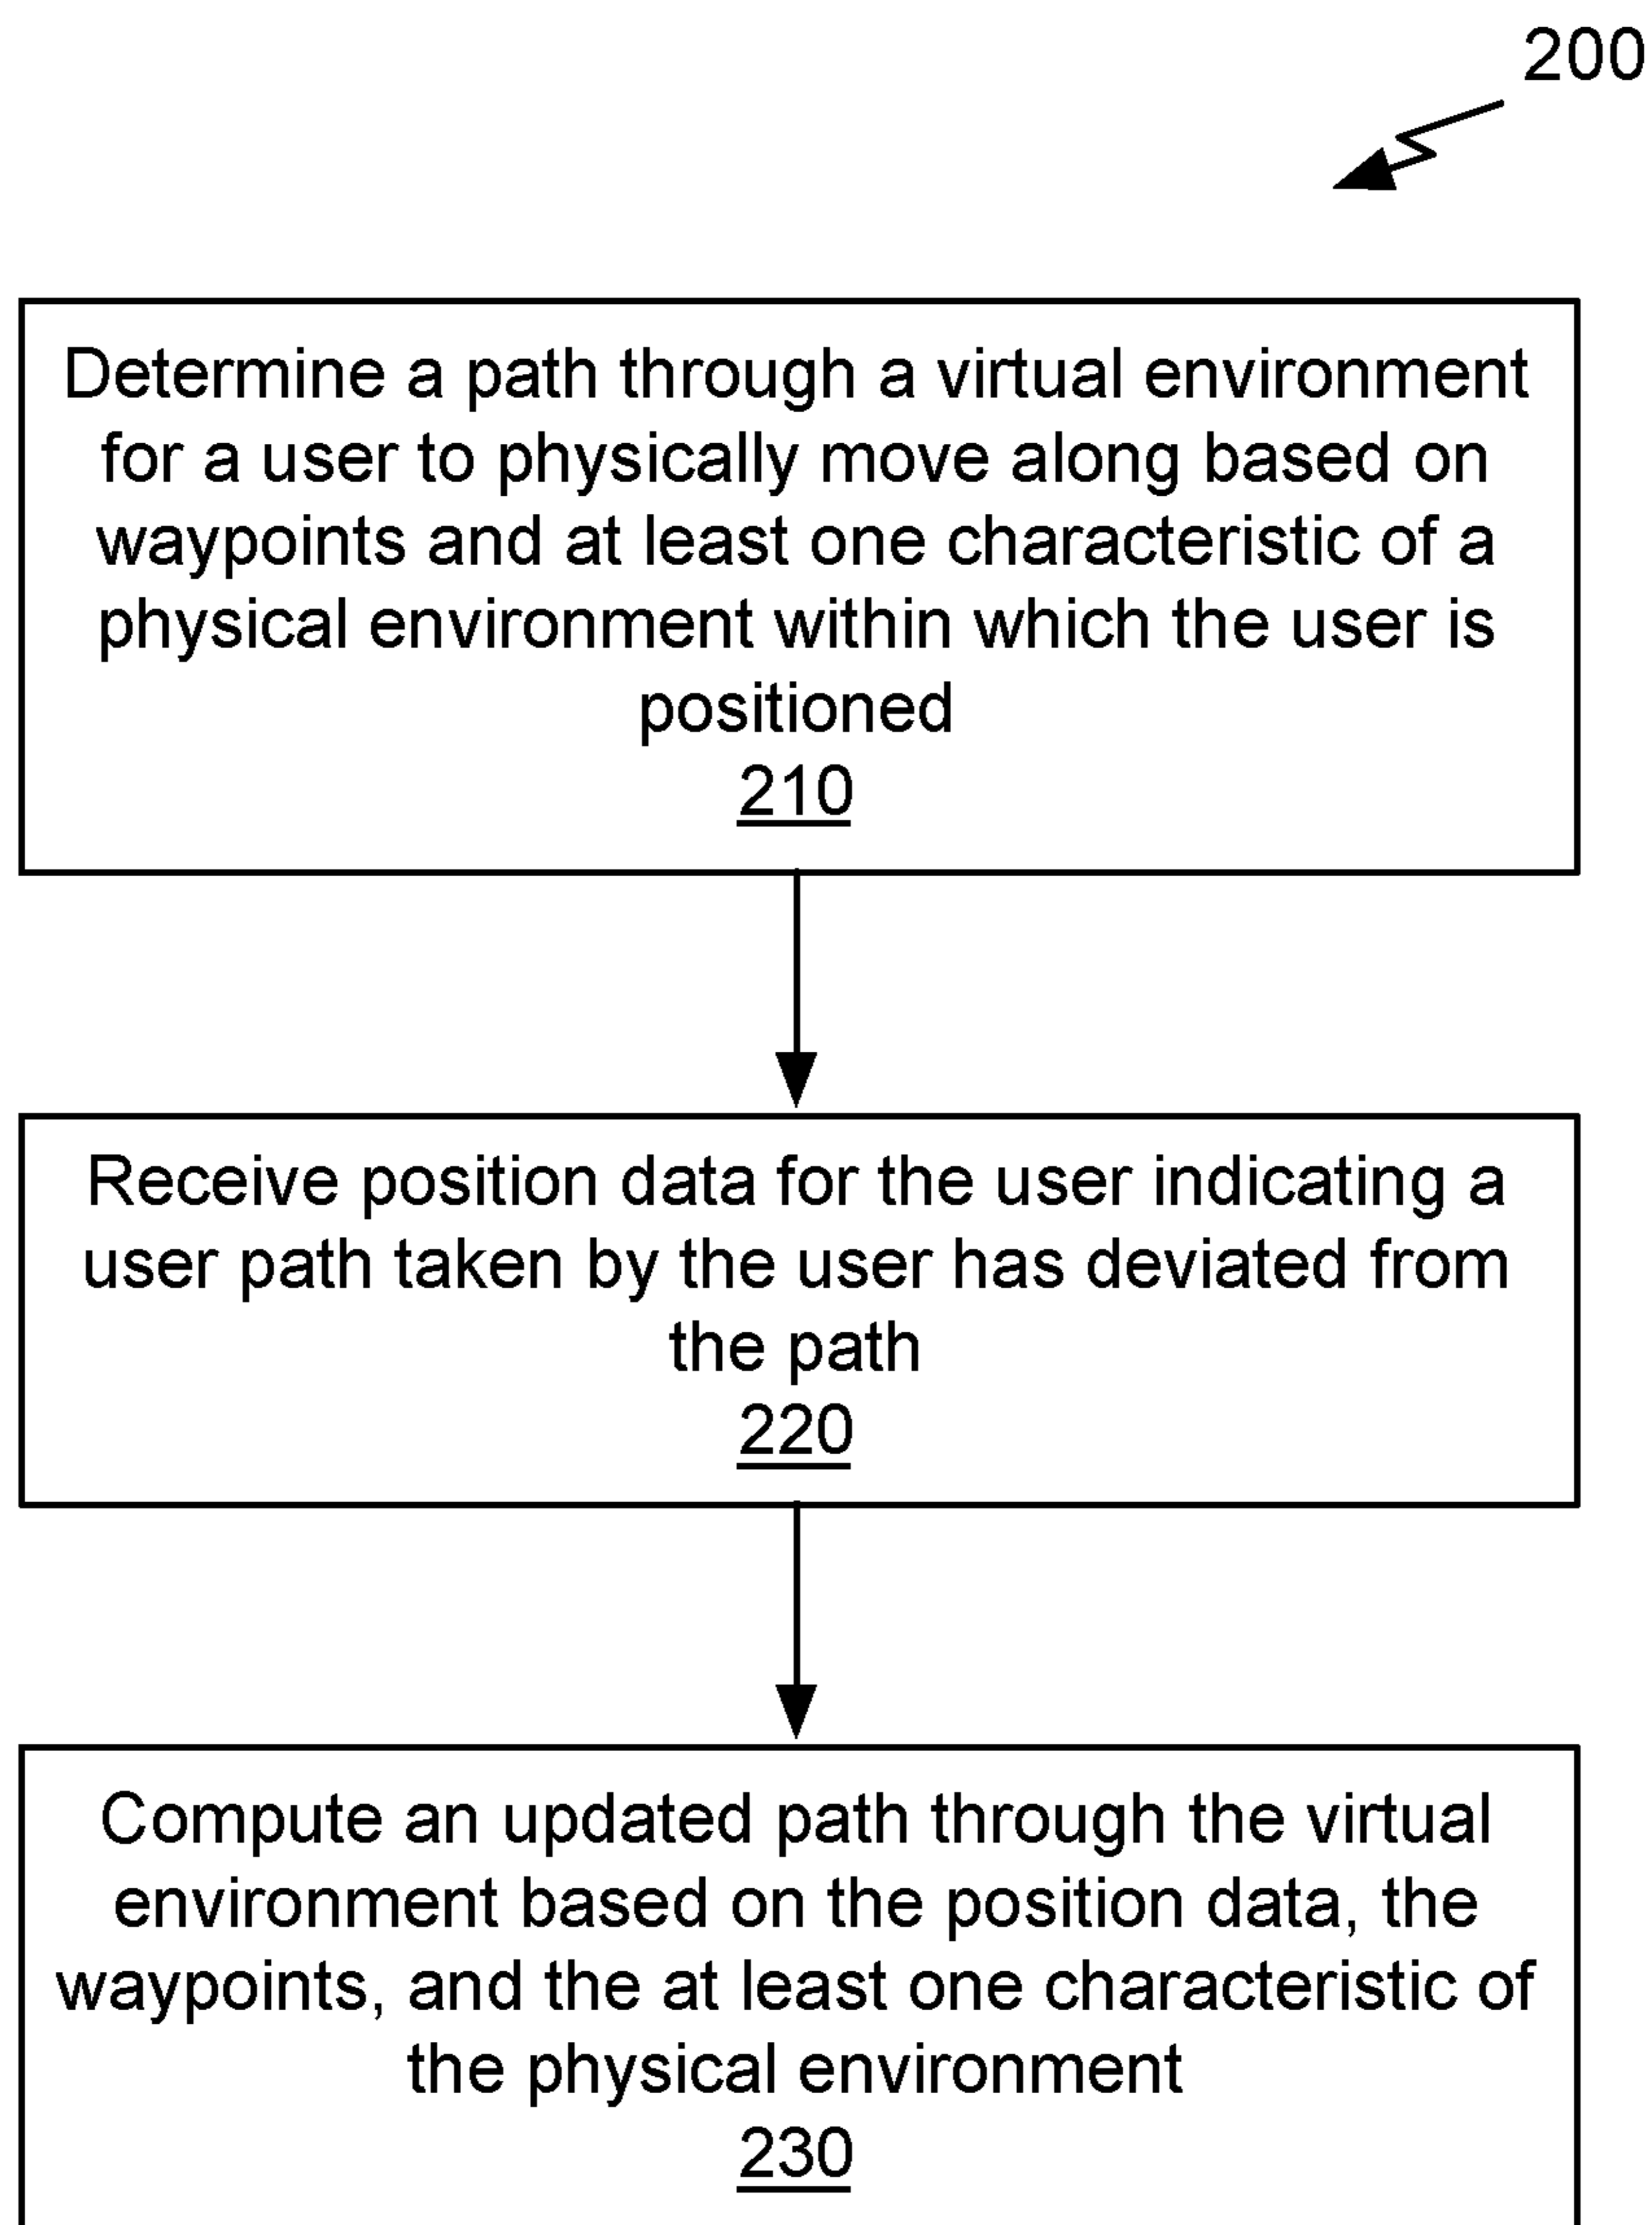 200
Determine a path through a virtual environment
for a user to physically move along based on
waypoints and at least one characteristic of a
physical environment within which the user is
positioned
210
Receive position data for the user indicating a
user path taken by the user has deviated from
the path
220
Compute an updated path through the virtual
environment based on the position data, the
waypoints, and the at least one characteristic of
the physical environment
230